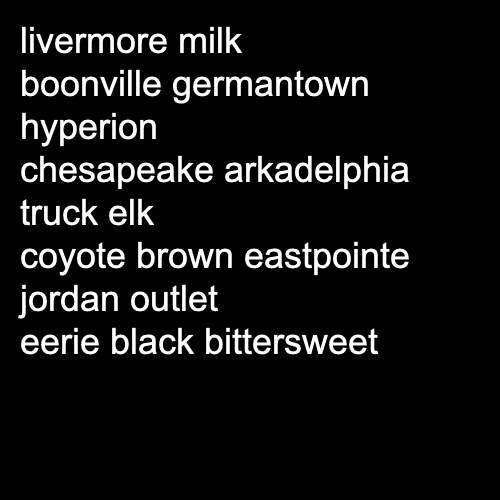 livermore milk
boonville germantown
hyperion
chesapeake arkadelphia
truck elk
coyote brown eastpointe
jordan outlet
eerie black bittersweet